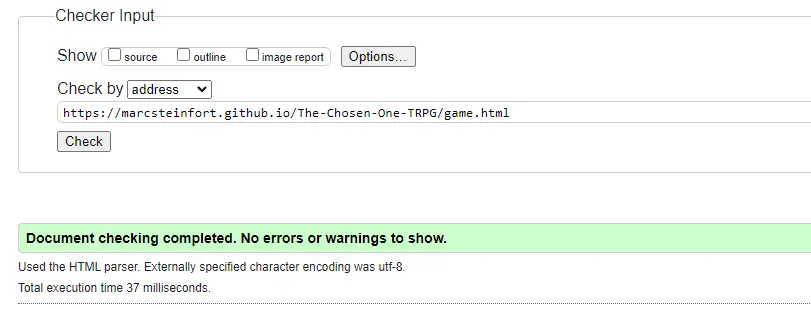 Checker Input
Show source outline image report Options...
Check by address
https://marcsteinfort.github.io/The-Chosen-One-TRPG/game.html
Check
Document checking completed. No errors or warnings to show.
Used the HTML parser. Externally specified character encoding was utf-8.
Total execution time 37 milliseconds.